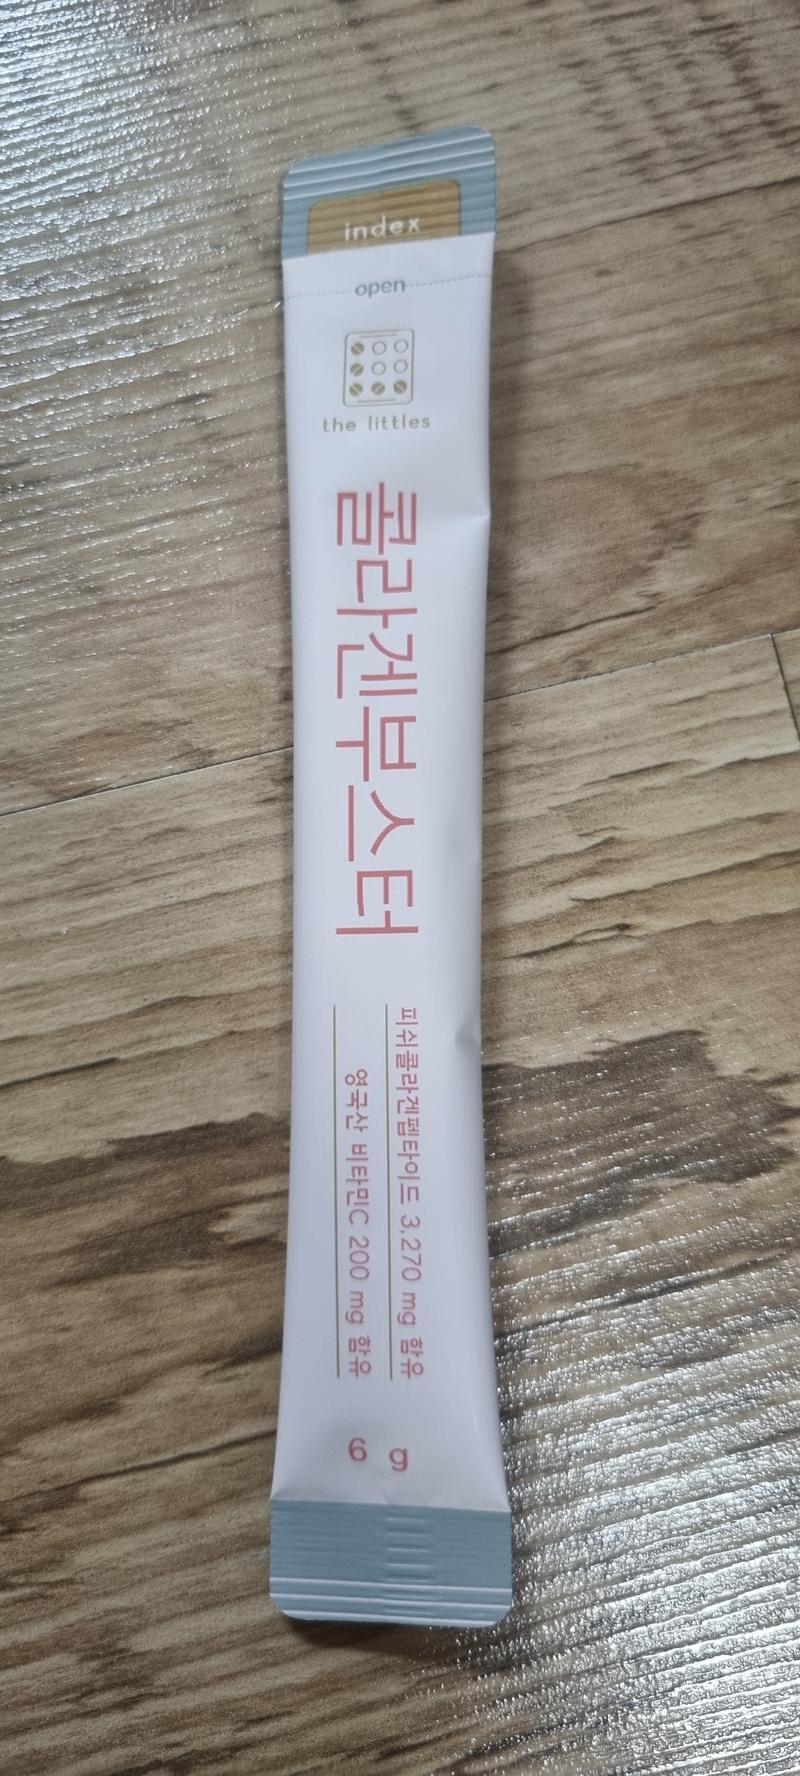 index
open
the littles
콜라겐부스터
피쉬콜라겐펩타이드 3,270 mg 함유
영국산 비타민C 200 mg 함유
6 g